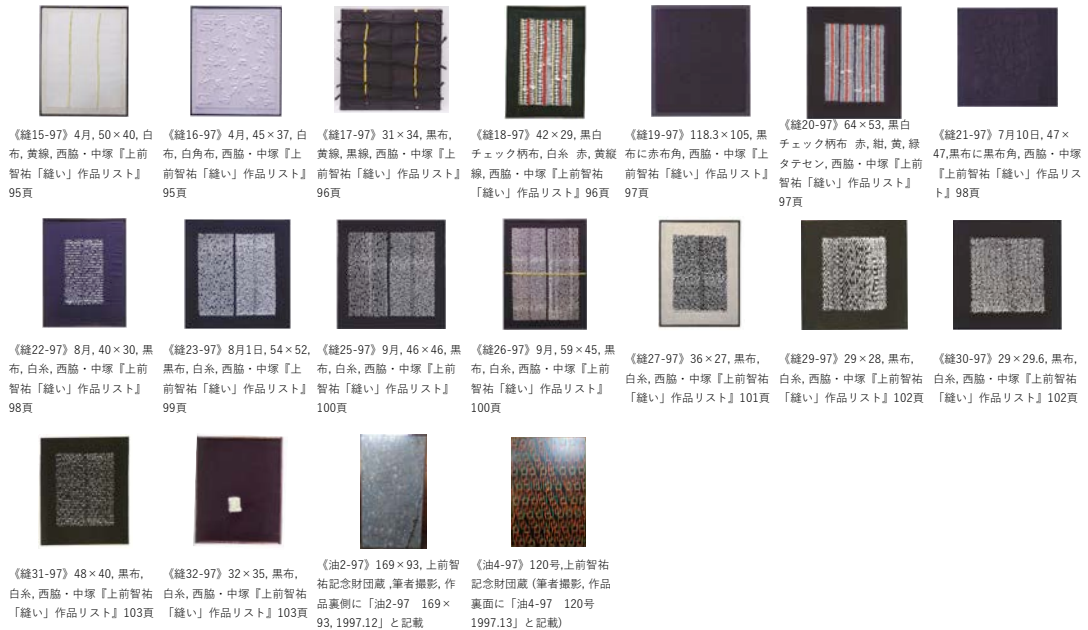 《縫15-97》4月, 50×40, 白
布, 黄線, 西脇・中塚『上前
智祐「縫い」作品リスト』
95頁
《縫16-97》4月, 45×37, 白
布, 白角布, 西脇・中塚『上
前智祐「縫い」作品リスト』
95頁
《縫17-97》31×34, 黒布,
黄線, 黒線, 西脇・中塚『上
前智祐「縫い」作品リスト』
96頁
《縫18-97》42×29, 黒白
チェック柄布, 白糸 赤, 黄縦
線, 西脇・中塚『上前智祐
「縫い」作品リスト』96頁
《縫19-97》118.3×105, 黒
布に赤布角, 西脇・中塚『上
前智祐「縫い」作品リスト』
97頁
《縫20-97》64×53, 黒白
チェック柄布 赤, 紺, 黄, 緑
タテセン, 西脇・中塚『上前
智祐「縫い」作品リスト』
97頁
《縫21-97》7月10日, 47×
47,黒布に黒布角, 西脇・中塚
『上前智祐「縫い」作品リス
ト』98頁
《縫22-97》8月, 40×30, 黒
布, 白糸, 西脇・中塚『上前
智祐「縫い」作品リスト』
98頁
《縫23-97》8月1日, 54×52,
黒布, 白糸, 西脇・中塚『上
前智祐「縫い」作品リスト』
99頁
《縫25-97》9月, 46×46, 黒
布, 白糸, 西脇・中塚『上前
智祐「縫い」作品リスト』
100頁
《縫26-97》9月, 59×45, 黒
布, 白糸, 西脇・中塚『上前
智祐「縫い」作品リスト』
100頁
《縫27-97》36×27, 黒布,
白糸, 西脇・中塚『上前智祐
「縫い」作品リスト』101頁
《縫29-97》29×28, 黒布,
白糸, 西脇・中塚『上前智祐
「縫い」作品リスト』102頁
《縫30-97》29×29.6, 黒布,
白糸, 西脇・中塚『上前智祐
「縫い」作品リスト』102頁
《縫31-97》48×40, 黒布,
白糸, 西脇・中塚『上前智祐
「縫い」作品リスト』103頁
《縫32-97》32×35, 黒布,
白糸, 西脇・中塚『上前智祐
「縫い」作品リスト』103頁
《油2-97》169×93, 上前智
祐記念財団蔵 ,筆者撮影, 作
品裏側に「油2-97 169×
93, 1997.12」と記載
《油4-97》120号,上前智祐
記念財団蔵 (筆者撮影, 作品
裏面に「油4-97 120号
1997.13」と記載)